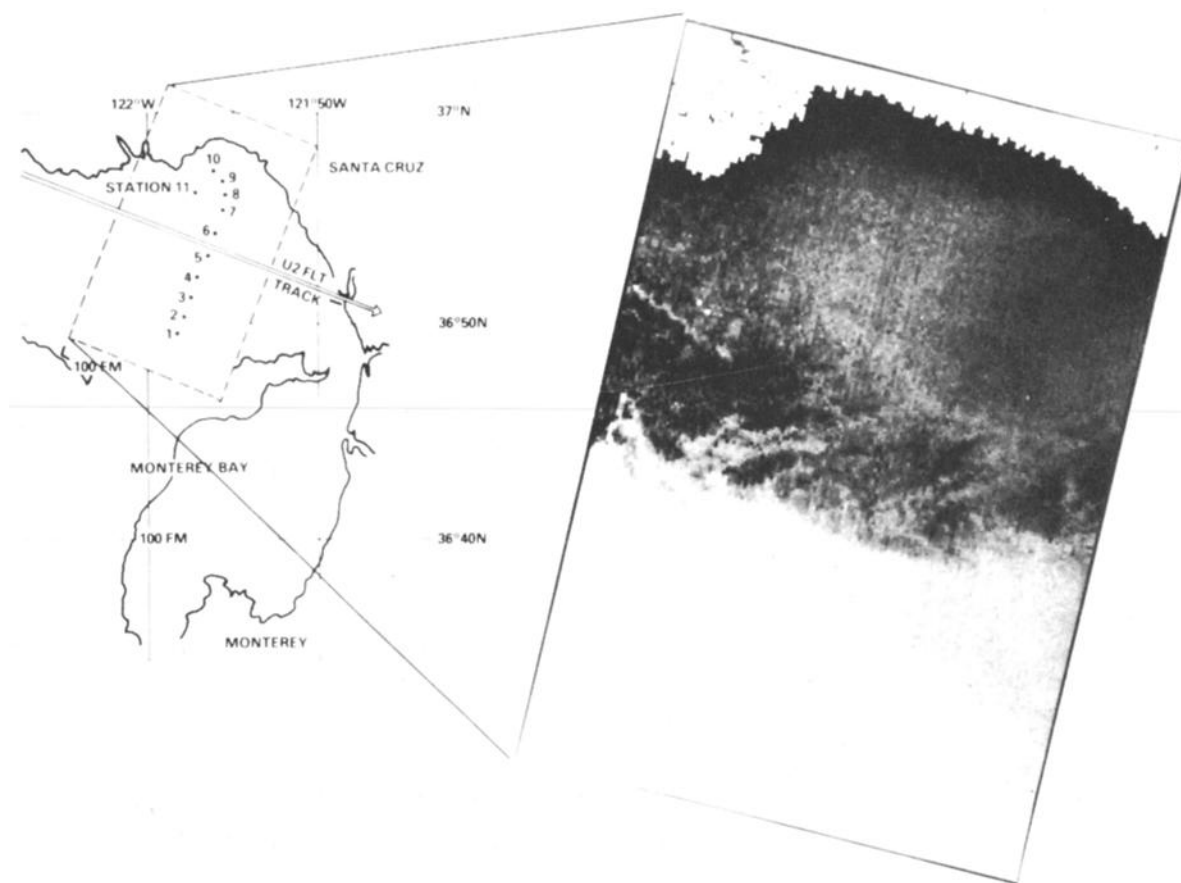 122°W
121°50W
37°N
SANTA CRUZ
10
9
STATION 11
8
7
6
5
U2 FLT
TRACK
4
3
2
1
36°50N
100 FM
MONTEREY BAY
100 FM
36°40N
MONTEREY